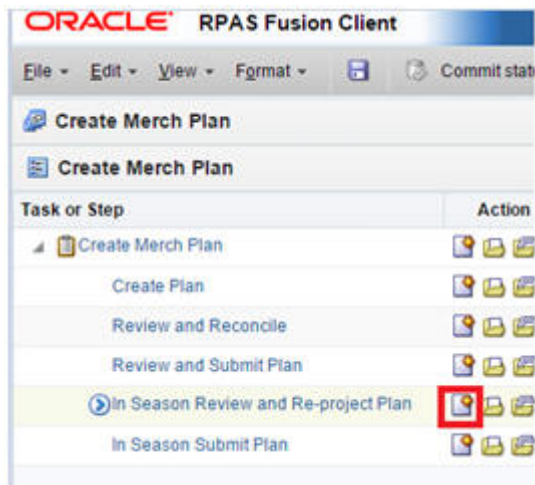 ORACLE RPAS Fusion Client
File Edit View Format Commit stat
Create Merch Plan
Create Merch Plan
Task or Step Action
Create Merch Plan
Create Plan
Review and Reconcile
Review and Submit Plan
In Season Review and Re-project Plan
In Season Submit Plan